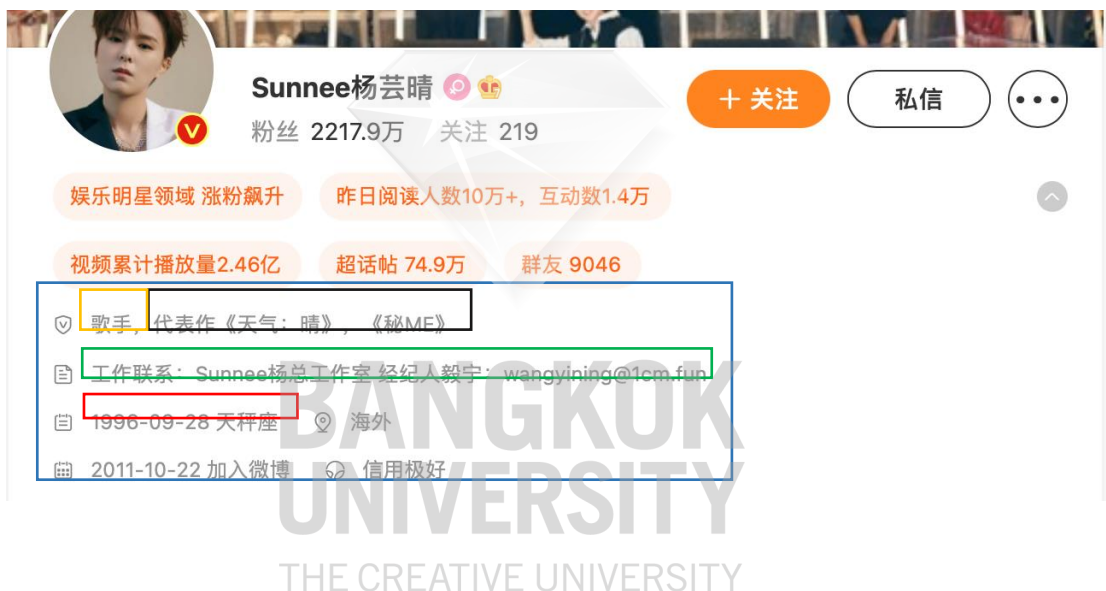 Sunnee杨芸晴
粉丝 2217.9万 关注 219
+ 关注
私信
娱乐明星领域 涨粉飙升
昨日阅读人数10万+，互动数1.4万
视频累计播放量2.46亿
超话帖 74.9万
群友 9046
歌手，代表作《天气：晴》，《秘ME》
工作联系：Sunnee杨总工作室 经纪人毅宁：wangyining@1cm.fun
1996-09-28 天秤座 海外
2011-10-22 加入微博 信用极好
BANGKOK
UNIVERSITY
THE CREATIVE UNIVERSITY